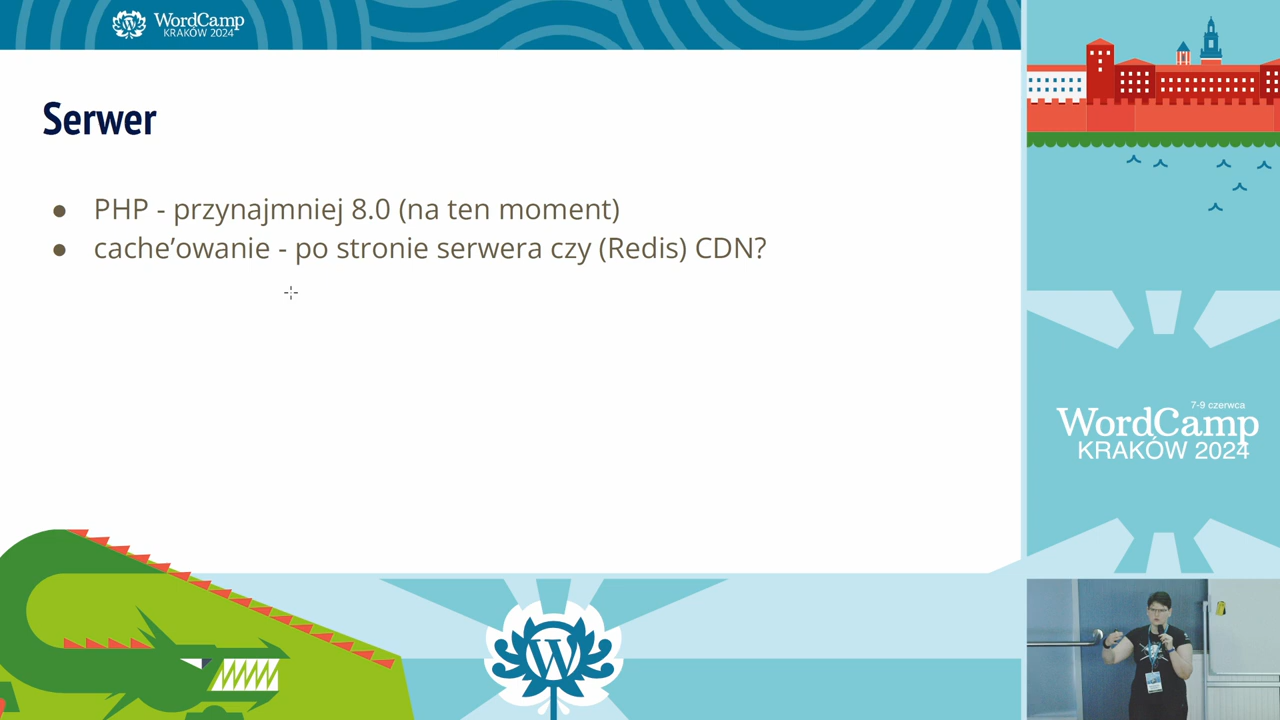 WordCamp
KRAKÓW 2024
Serwer
● PHP - przynajmniej 8.0 (na ten moment)
● cache’owanie - po stronie serwera czy (Redis) CDN?
7-9 czerwca
WordCamp
KRAKÓW 2024
W